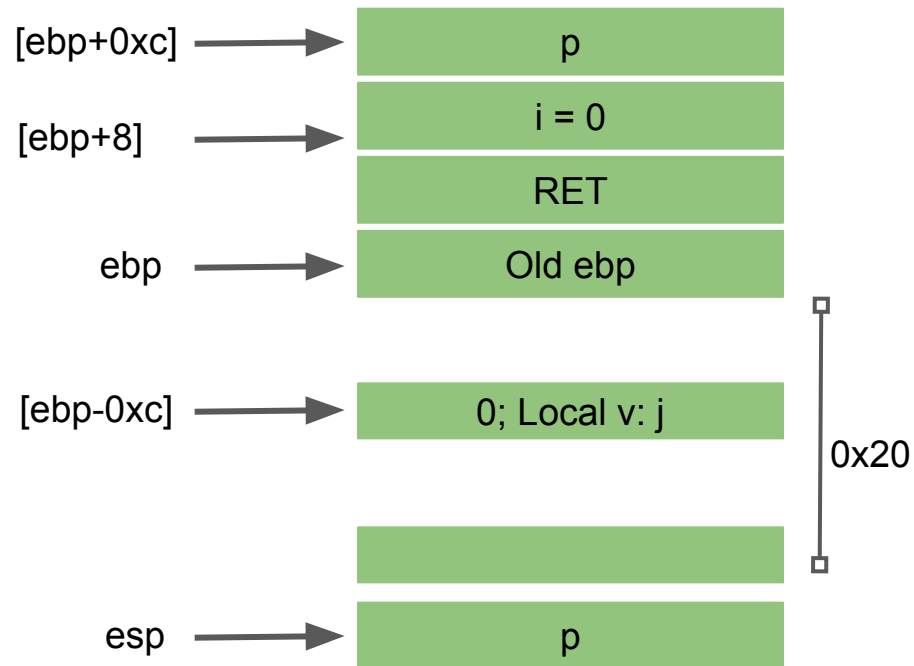 [ebp+0xc]
p
[ebp+8]
i = 0
RET
ebp
Old ebp
[ebp-0xc]
0; Local v: j
0x20
esp
p